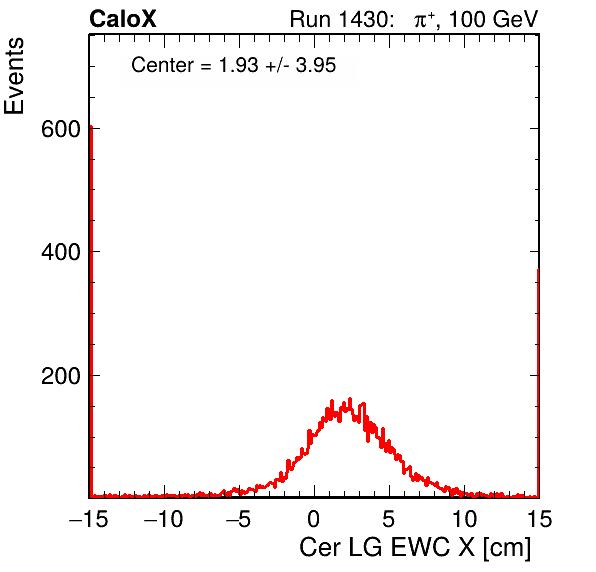 CaloX Run 1430: π⁺, 100 GeV
Center = 1.93 +/- 3.95
Events
600
400
200
−15 −10 −5 0 5 10 15
Cer LG EWC X [cm]